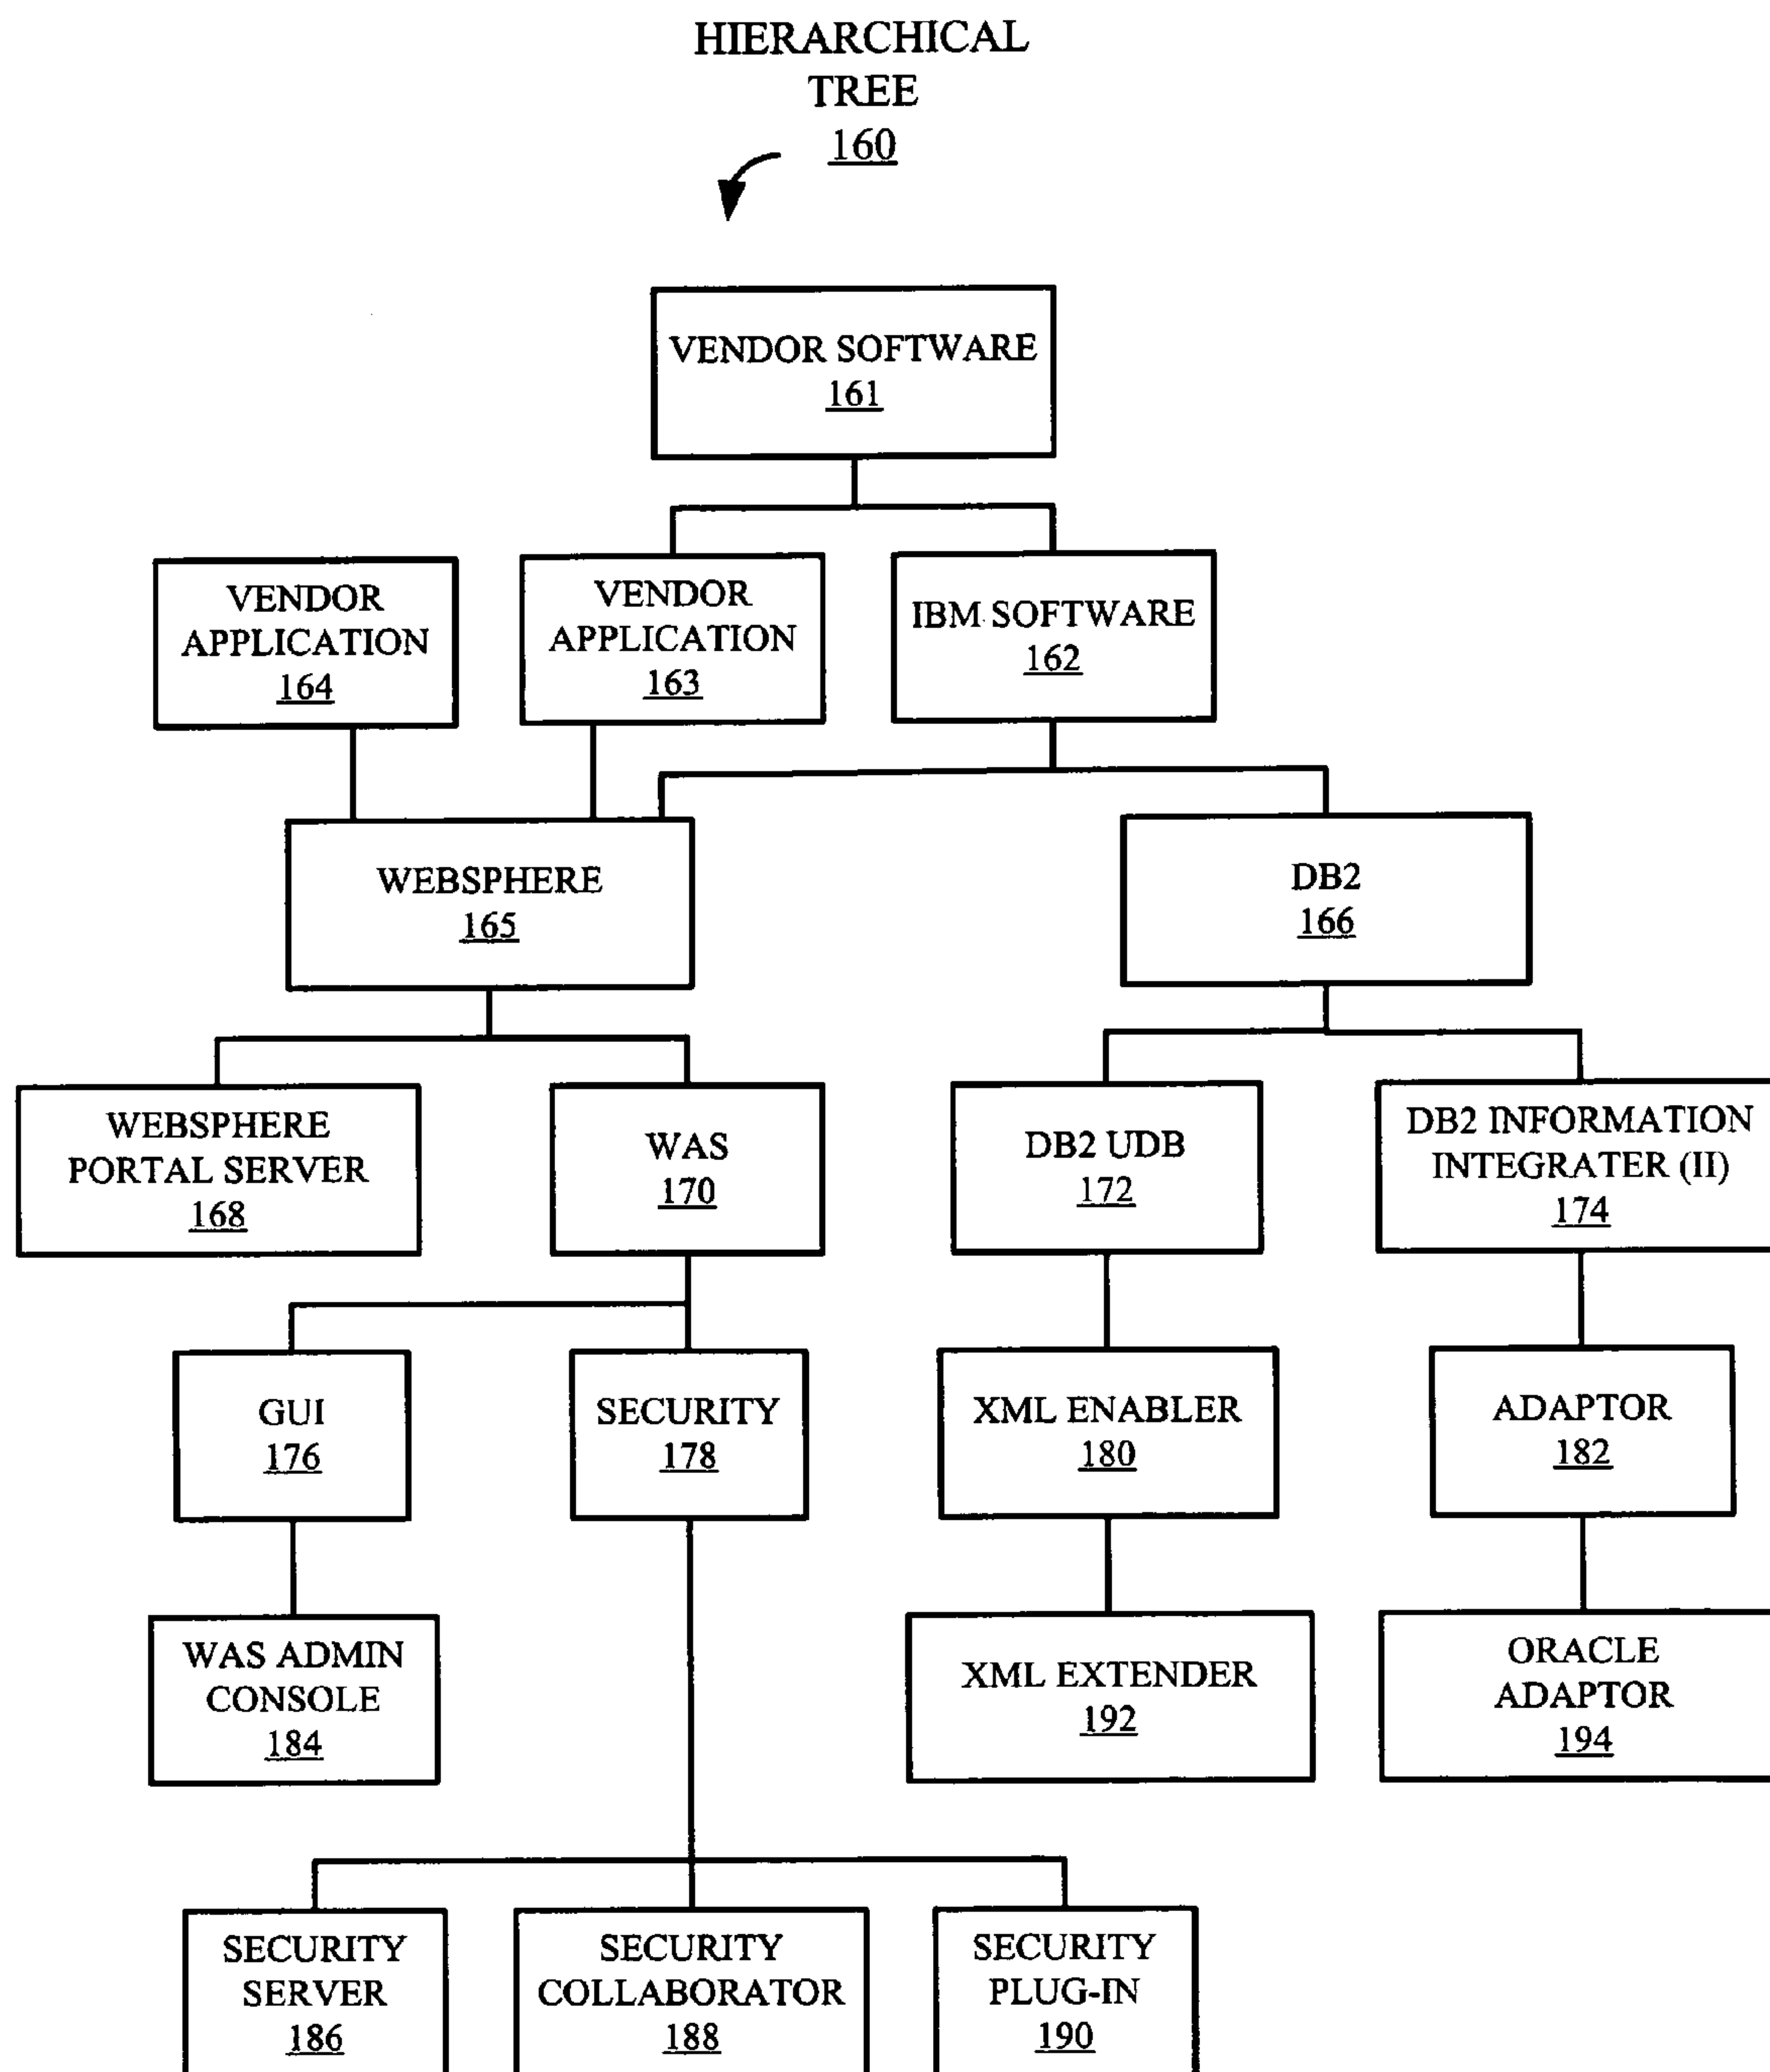 HIERARCHICAL
TREE
160
VENDOR SOFTWARE
161
VENDOR
APPLICATION
164
VENDOR
APPLICATION
163
IBM SOFTWARE
162
WEBSPHERE
165
DB2
166
WEBSPHERE
PORTAL SERVER
168
WAS
170
DB2 UDB
172
DB2 INFORMATION
INTEGRATER (II)
174
GUI
176
SECURITY
178
XML ENABLER
180
ADAPTOR
182
WAS ADMIN
CONSOLE
184
XML EXTENDER
192
ORACLE
ADAPTOR
194
SECURITY
SERVER
186
SECURITY
COLLABORATOR
188
SECURITY
PLUG-IN
190